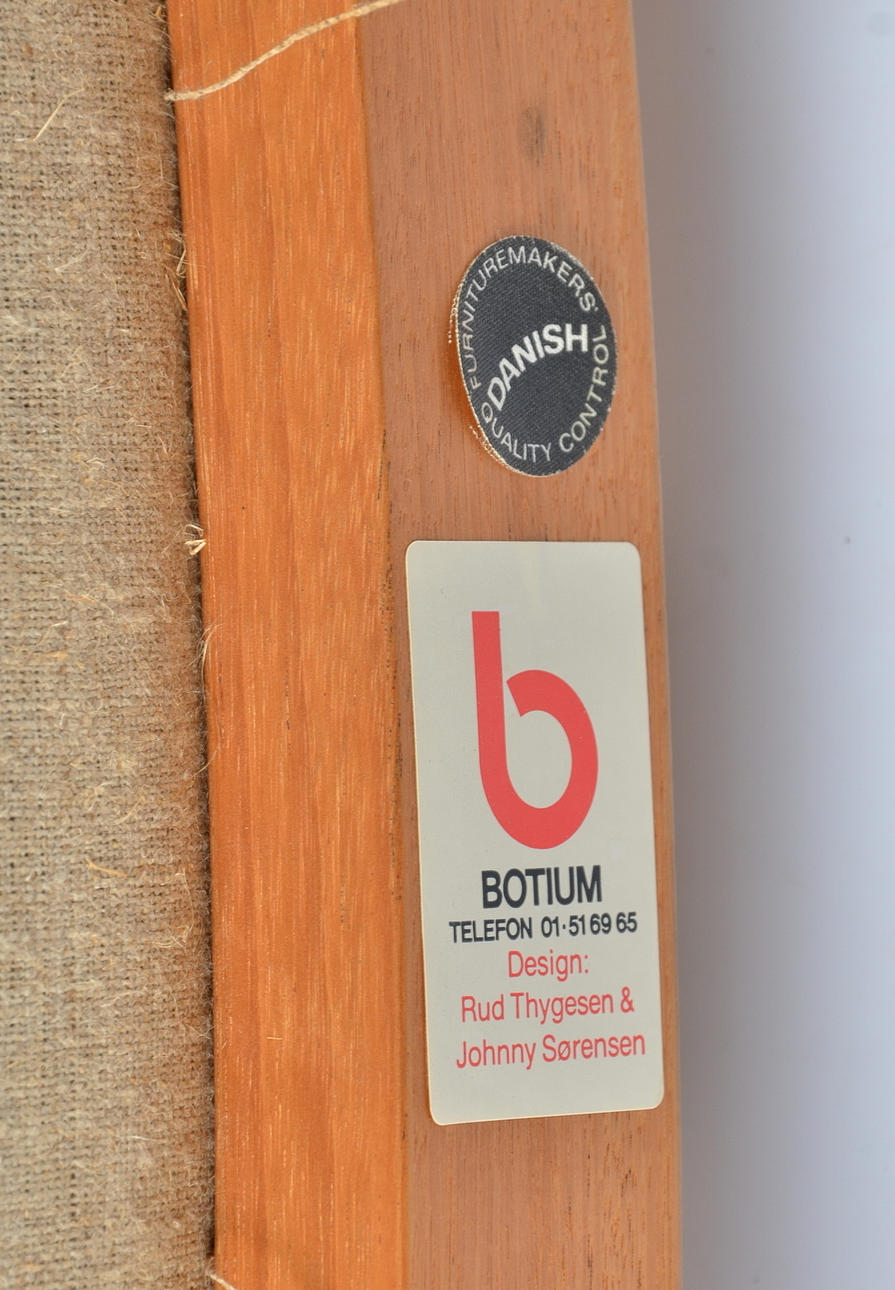 FURNITUREMAKERS'
DANISH
QUALITY CONTROL
b
BOTIUM
TELEFON 01·51 69 65
Design:
Rud Thygesen &
Johnny Sørensen